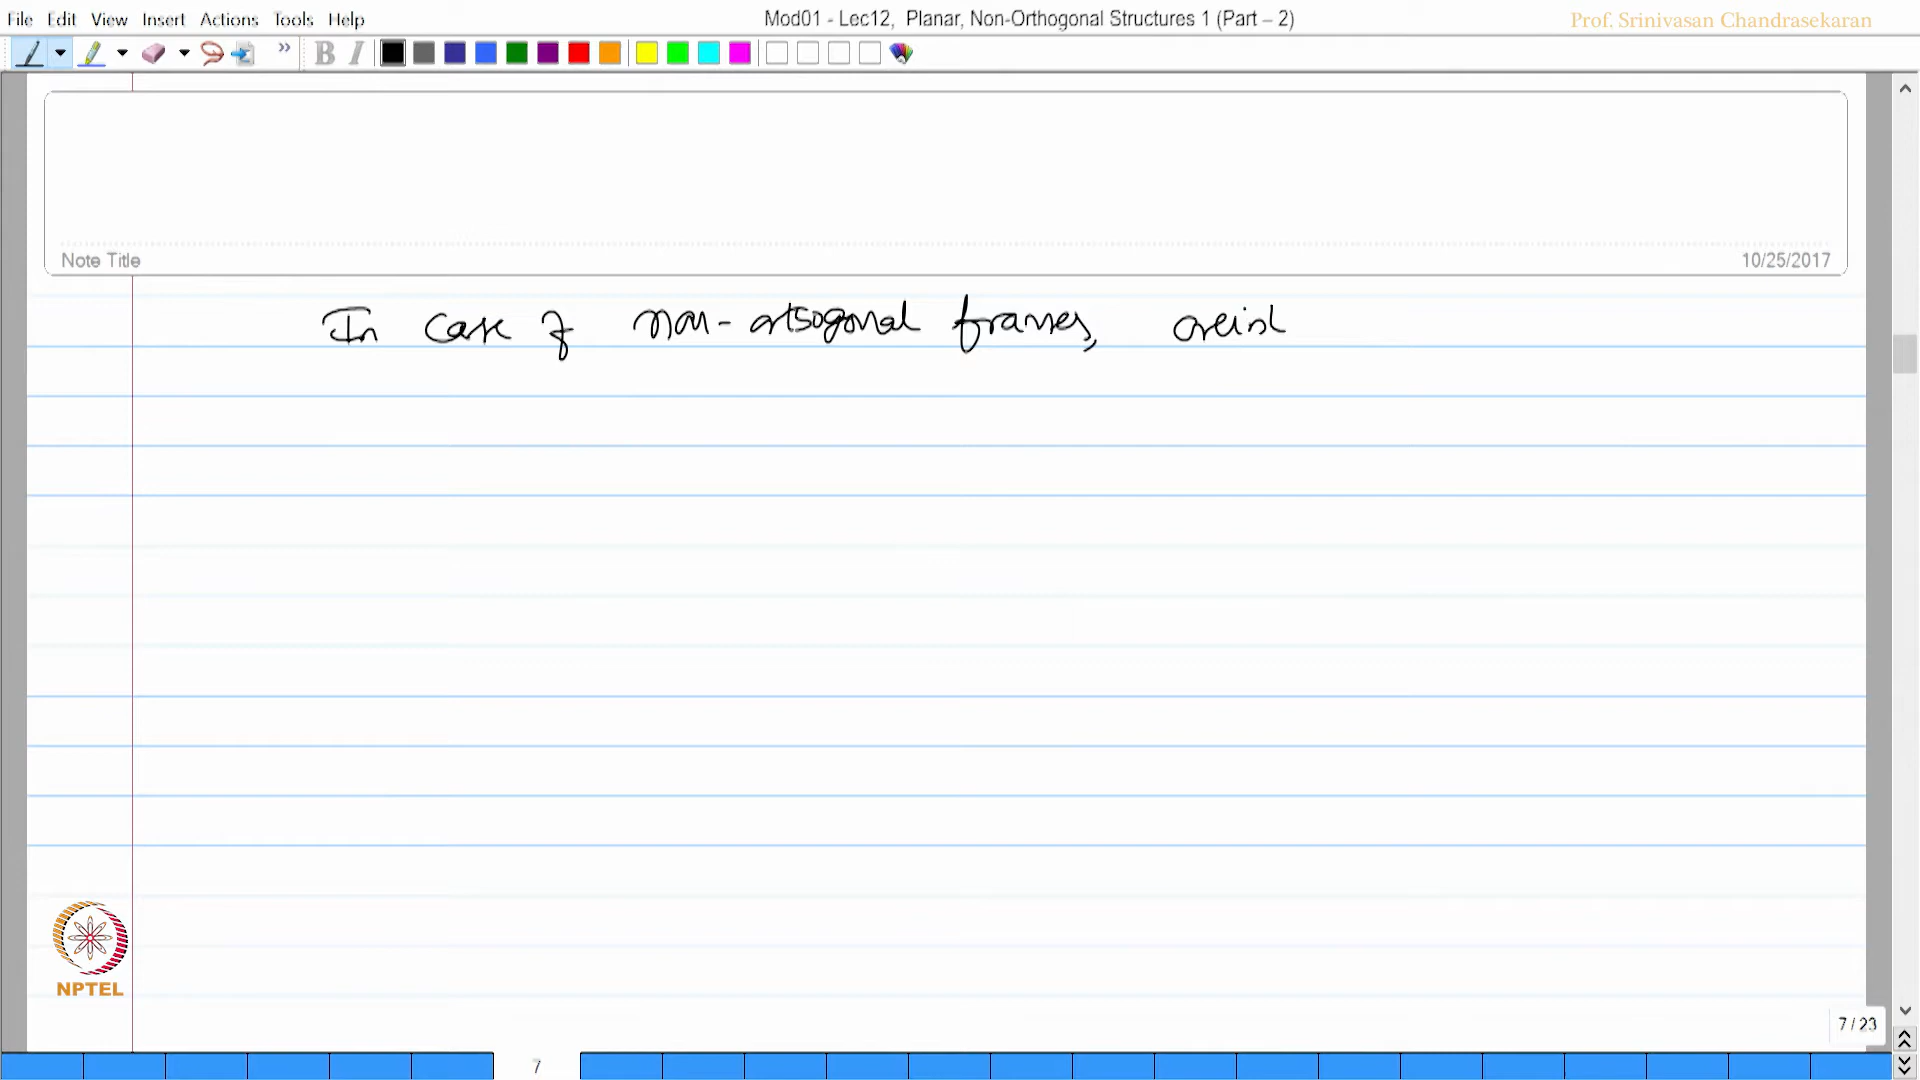 File Edit View Insert Actions Tools Help
Mod01 - Lec12, Planar, Non-Orthogonal Structures 1 (Part – 2)
Prof. Srinivasan Chandrasekaran
B I
Note Title
10/25/2017
In case of non-orthogonal frames,
NPTEL
7 / 23
7